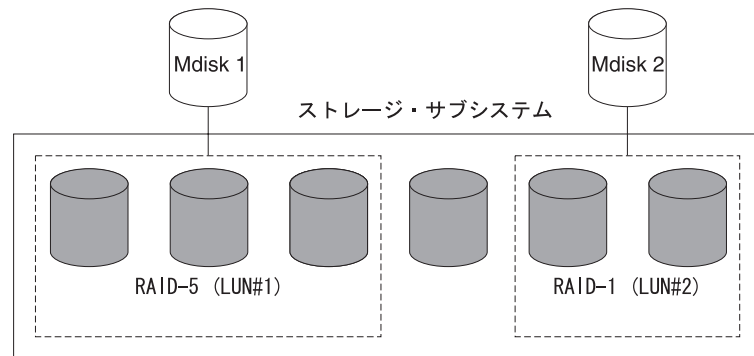 Mdisk 1
Mdisk 2
ストレージ・サブシステム
RAID-5 (LUN#1)
RAID-1 (LUN#2)